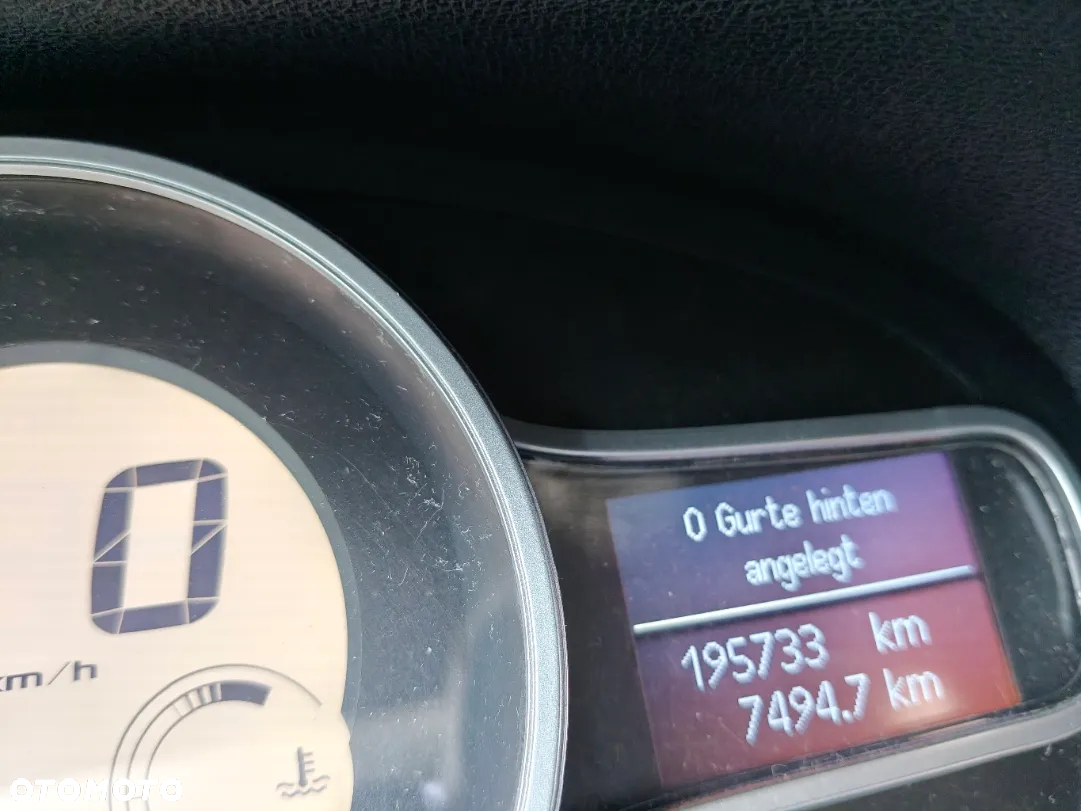 0 Gurte hinten
angelegt
195733 km
7494.7 km
0
km/h
OTOMOTO